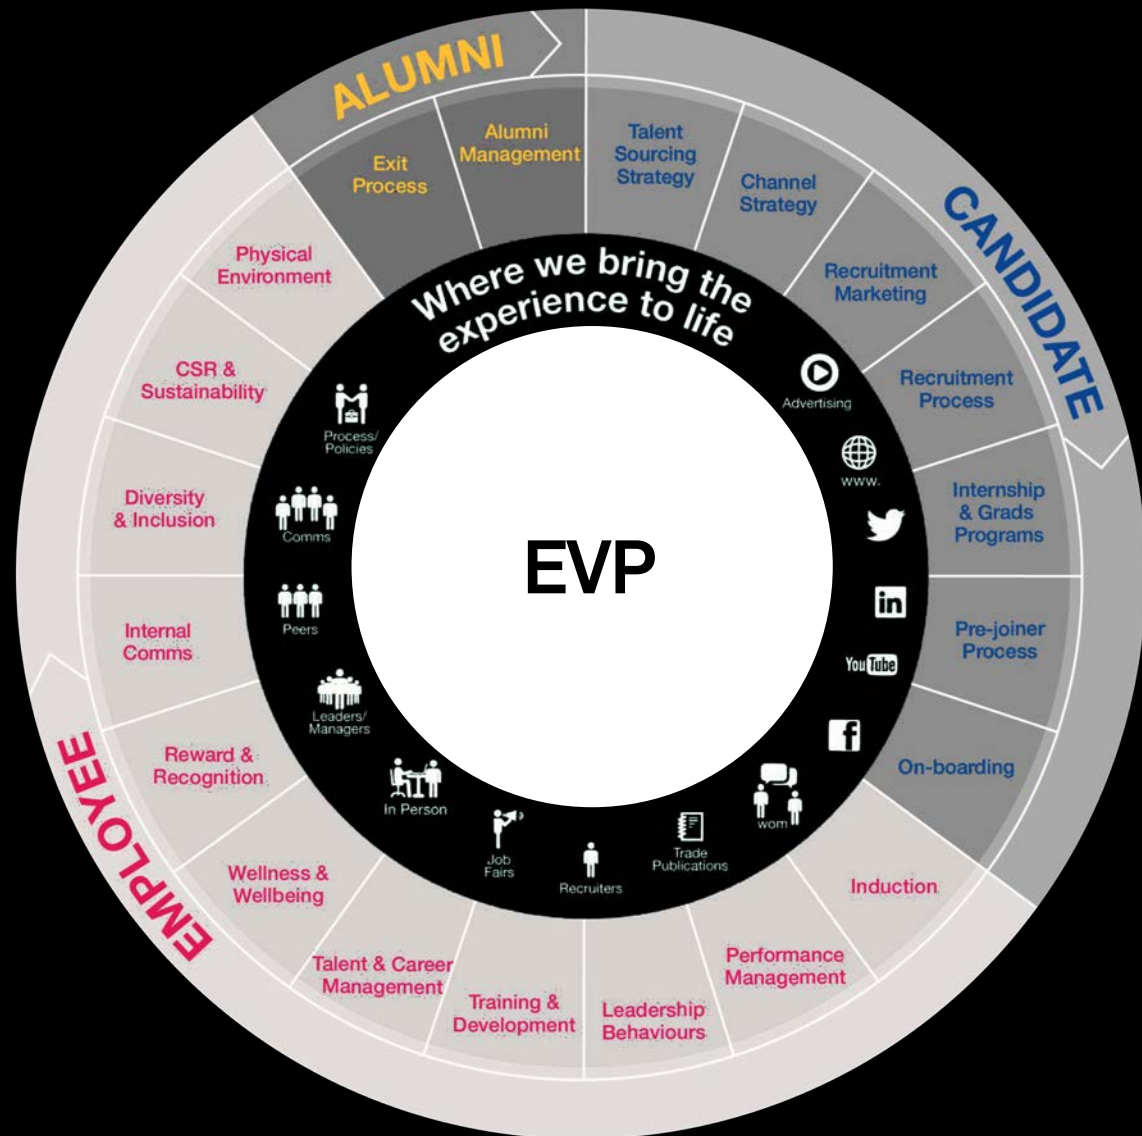 ALUMNI
CANDIDATE
EMPLOYEE
Exit
Process
Alumni
Management
Talent
Sourcing
Strategy
Channel
Strategy
Recruitment
Marketing
Recruitment
Process
Internship
& Grads
Programs
Pre-joiner
Process
On-boarding
Induction
Performance
Management
Leadership
Behaviours
Training &
Development
Talent & Career
Management
Wellness &
Wellbeing
Reward &
Recognition
Internal
Comms
Diversity
& Inclusion
CSR &
Sustainability
Physical
Environment
Where we bring the
experience to life
Advertising
www.
in
YouTube
f
wom
Trade
Publications
Recruiters
Job
Fairs
In Person
Leaders/
Managers
Peers
Comms
Process/
Policies
EVP